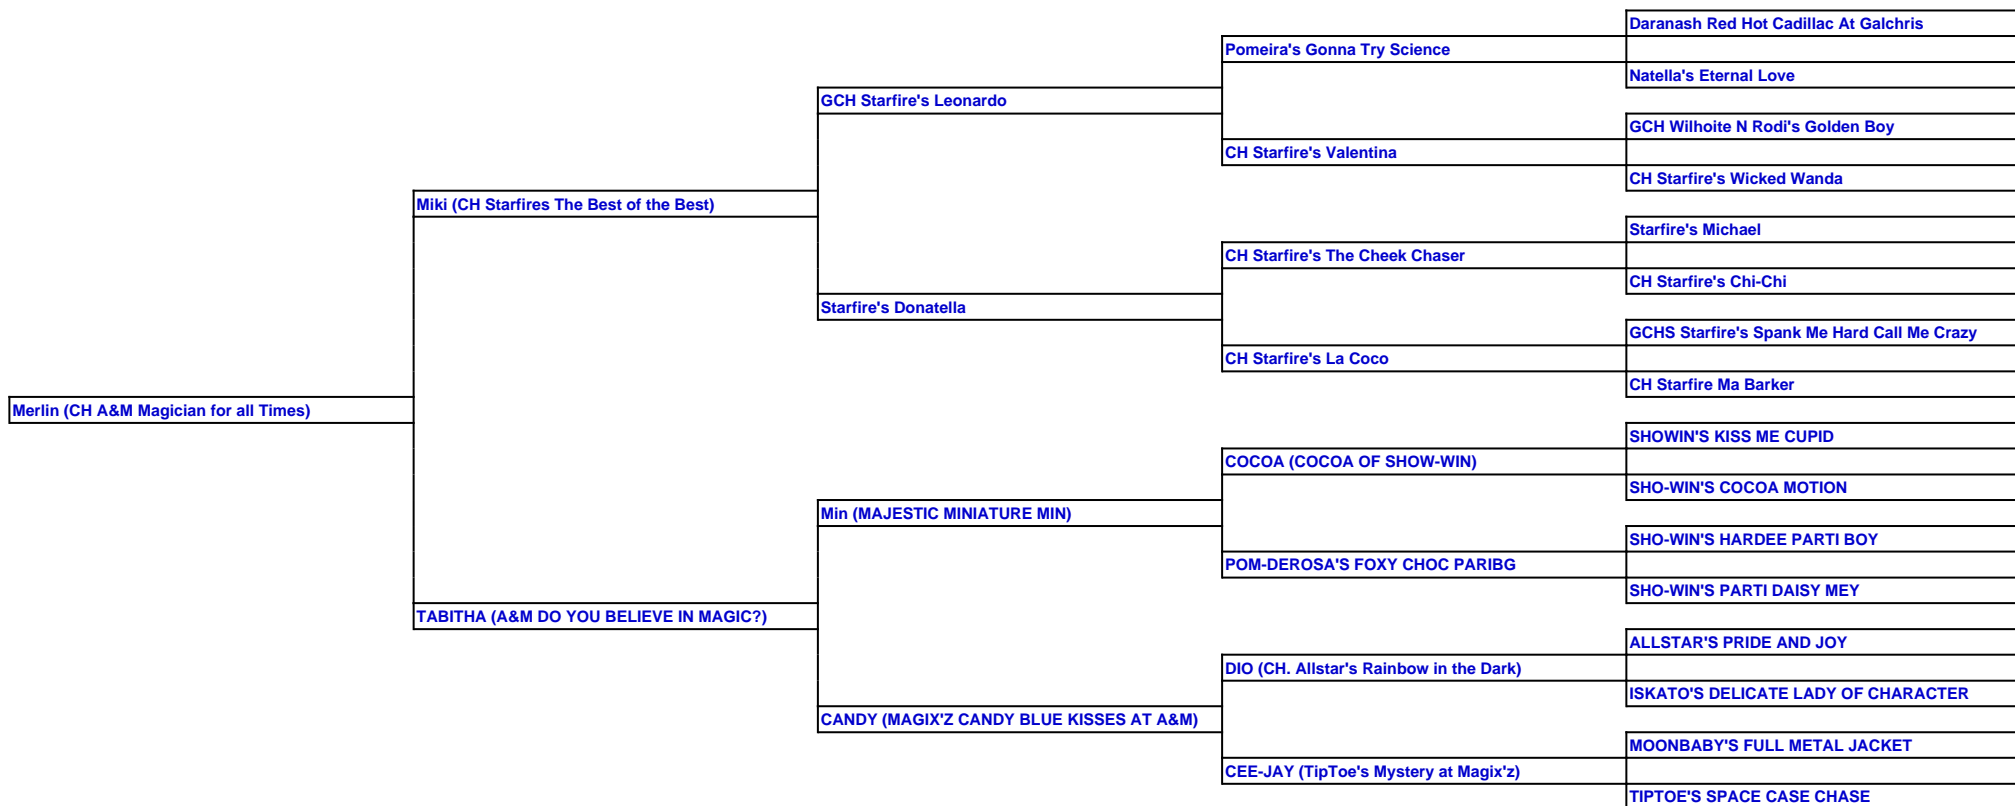 Daranash Red Hot Cadillac At Galchris
Pomeira's Gonna Try Science
Natella's Eternal Love
GCH Starfire's Leonardo
GCH Wilhoite N Rodi's Golden Boy
CH Starfire's Valentina
CH Starfire's Wicked Wanda
Miki (CH Starfires The Best of the Best)
Starfire's Michael
CH Starfire's The Cheek Chaser
CH Starfire's Chi-Chi
Starfire's Donatella
GCHS Starfire's Spank Me Hard Call Me Crazy
CH Starfire's La Coco
CH Starfire Ma Barker
Merlin (CH A&M Magician for all Times)
SHOWIN'S KISS ME CUPID
COCOA (COCOA OF SHOW-WIN)
SHO-WIN'S COCOA MOTION
Min (MAJESTIC MINIATURE MIN)
SHO-WIN'S HARDEE PARTI BOY
POM-DEROSA'S FOXY CHOC PARIBG
SHO-WIN'S PARTI DAISY MEY
TABITHA (A&M DO YOU BELIEVE IN MAGIC?)
ALLSTAR'S PRIDE AND JOY
DIO (CH. Allstar's Rainbow in the Dark)
ISKATO'S DELICATE LADY OF CHARACTER
CANDY (MAGIX'Z CANDY BLUE KISSES AT A&M)
MOONBABY'S FULL METAL JACKET
CEE-JAY (TipToe's Mystery at Magix'z)
TIPTOE'S SPACE CASE CHASE